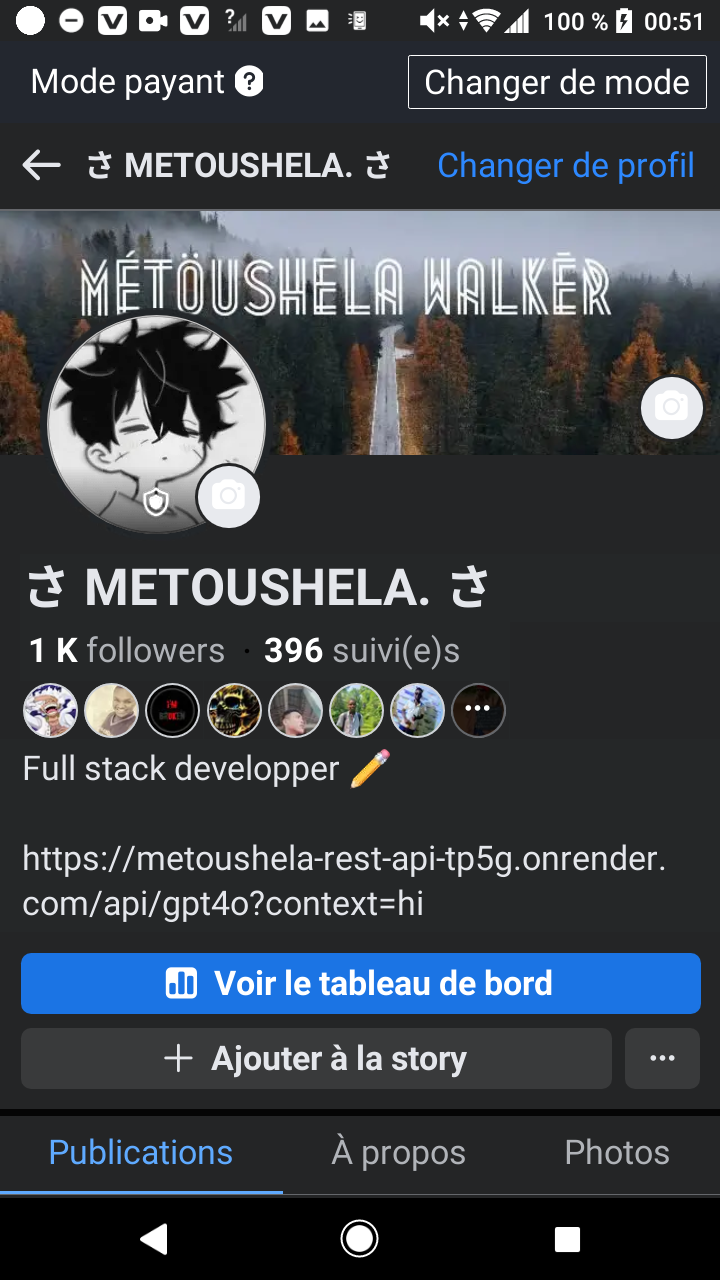 100 % 00:51
Mode payant ? Changer de mode
さ METOUSHELA. さ Changer de profil
MÉTÖUSHELA WALKĒR
さ METOUSHELA. さ
1 K followers · 396 suivi(e)s
I'M
BROKEN
Full stack developper ✏️
https://metoushela-rest-api-tp5g.onrender.
com/api/gpt4o?context=hi
Voir le tableau de bord
Ajouter à la story
Publications À propos Photos